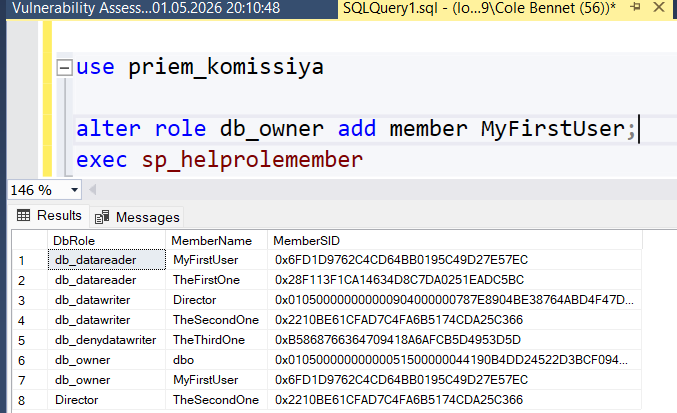 Vulnerability Assess...01.05.2026 20:10:48 SQLQuery1.sql - (lo...9\Cole Bennet (56))*
use priem_komissiya
alter role db_owner add member MyFirstUser;
exec sp_helprolemember
146 %
Results Messages
DbRole MemberName MemberSID
1 db_datareader MyFirstUser 0x6FD1D9762C4CD64BB0195C49D27E57EC
2 db_datareader TheFirstOne 0x28F113F1CA14634D8C7DA0251EADC5BC
3 db_datawriter Director 0x010500000000000904000000787E8904BE38764ABD4F47D...
4 db_datawriter TheSecondOne 0x2210BE61CFAD7C4FA6B5174CDA25C366
5 db_denydatawriter TheThirdOne 0xB5868766364709418A6AFCB5D4953D5D
6 db_owner dbo 0x01050000000000051500000044190B4DD24522D3BCF094...
7 db_owner MyFirstUser 0x6FD1D9762C4CD64BB0195C49D27E57EC
8 Director TheSecondOne 0x2210BE61CFAD7C4FA6B5174CDA25C366